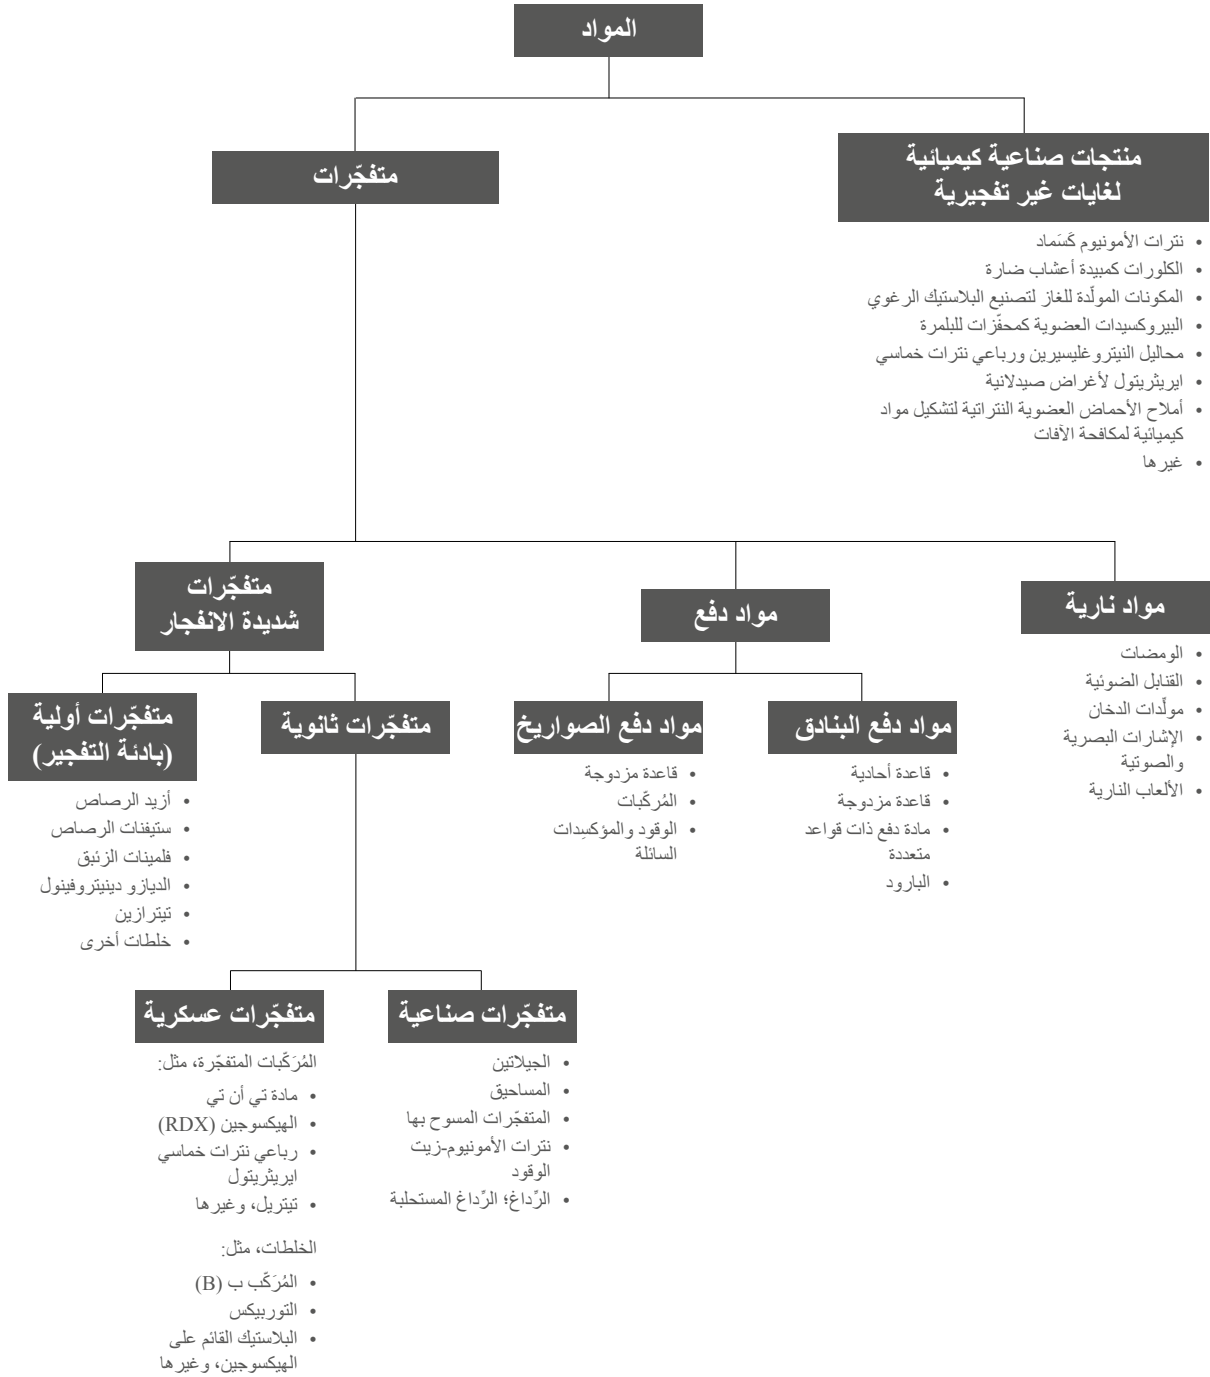 المواد
منتجات صناعية كيميائية
لغايات غير تفجيرية
• نترات الأمونيوم كَسَماد
• الكلورات كمبيدة أعشاب ضارة
• المكونات المولّدة للغاز لتصنيع البلاستيك الرغوي
• البيروكسيدات العضوية كمحفّزات للبلمرة
• محاليل النيتروغليسيرين ورباعي نترات خماسي
• ايريثريتول لأغراض صيدلانية
• أملاح الأحماض العضوية النتراتية لتشكيل مواد
كيميائية لمكافحة الآفات
• غيرها
متفجّرات
مواد نارية
• الومضات
• القنابل الضوئية
• مولّدات الدخان
• الإشارات البصرية
والصوتية
• الألعاب النارية
مواد دفع
مواد دفع البنادق
• قاعدة أحادية
• قاعدة مزدوجة
• مادة دفع ذات قواعد
متعددة
• البارود
مواد دفع الصواريخ
• قاعدة مزدوجة
• المُركّبات
• الوقود والمؤكسِدات
السائلة
متفجّرات
شديدة الانفجار
متفجّرات ثانوية
متفجّرات أولية
(بادئة التفجير)
• أزيد الرصاص
• ستيفنات الرصاص
• فلمينات الزئبق
• الديازو دينيتروفينول
• تيترازين
• خلطات أخرى
متفجّرات صناعية
• الجيلاتين
• المساحيق
• المتفجّرات المسوح بها
• نترات الأمونيوم-زيت
الوقود
• الرِّداغ؛ الرِّداغ المستحلبة
متفجّرات عسكرية
المُرَكّبات المتفجّرة، مثل:
• مادة تي أن تي
• الهيكسوجين (RDX)
• رباعي نترات خماسي
ايريثريتول
• تيتريل، وغيرها
الخلطات، مثل:
• المُرَكّب ب (B)
• التوربيكس
• البلاستيك القائم على
الهيكسوجين، وغيرها